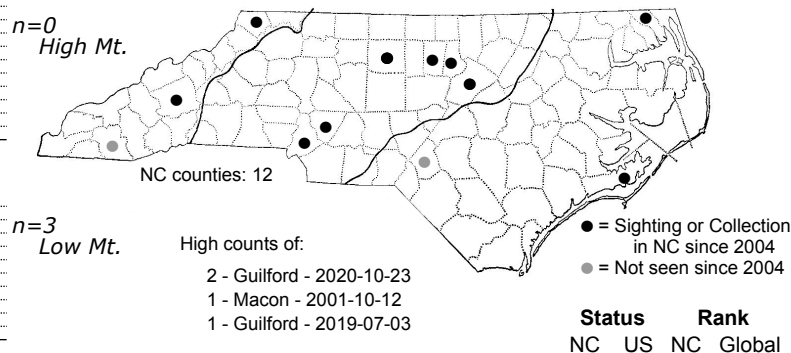 n=0
High Mt.
NC counties: 12
n=3
Low Mt.
High counts of:
2 - Guilford - 2020-10-23
1 - Macon - 2001-10-12
1 - Guilford - 2019-07-03
● = Sighting or Collection
in NC since 2004
● = Not seen since 2004
Status Rank
NC US NC Global